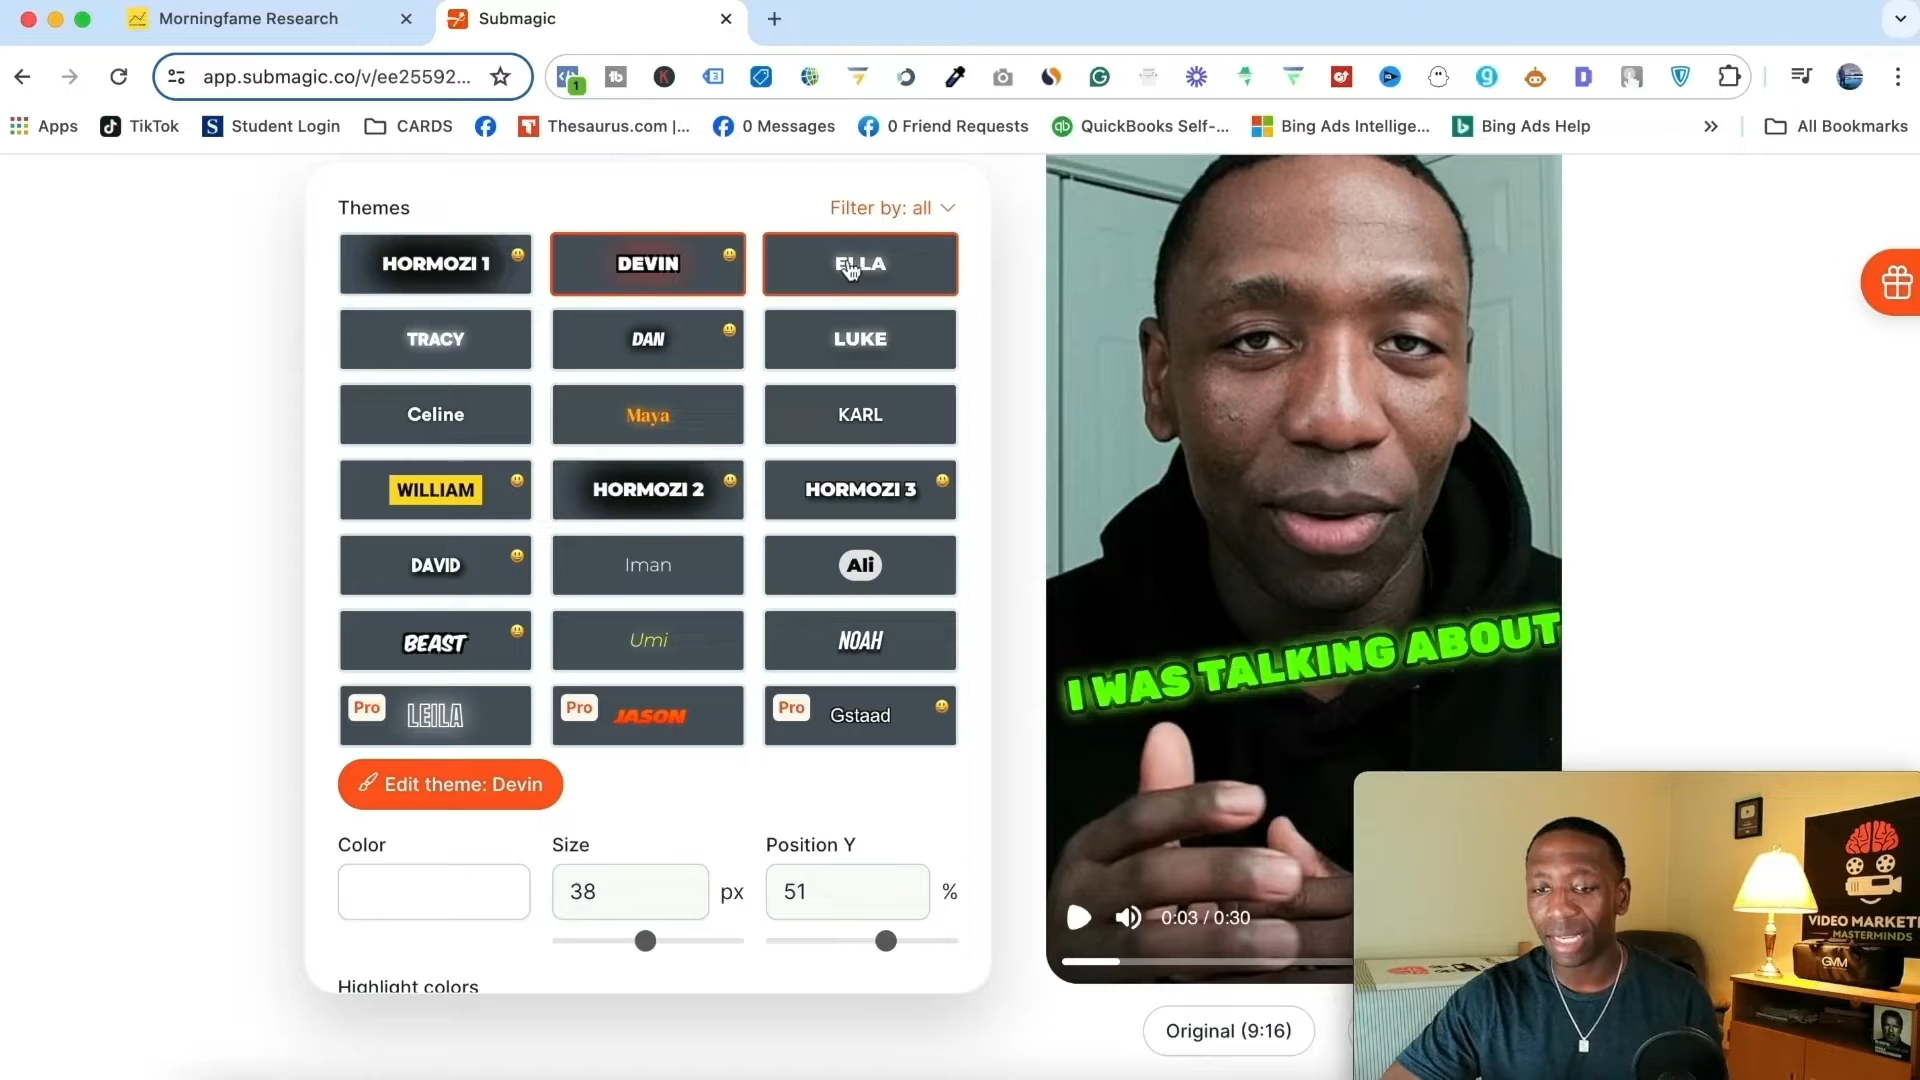 Morningfame Research
Submagic
app.submagic.co/v/ee25592...
1
Apps
TikTok
Student Login
CARDS
Thesaurus.com |...
0 Messages
0 Friend Requests
QuickBooks Self-...
Bing Ads Intellige...
Bing Ads Help
All Bookmarks
Themes
Filter by: all
HORMOZI 1
DEVIN
ELLA
TRACY
DAN
LUKE
Celine
Maya
KARL
WILLIAM
HORMOZI 2
HORMOZI 3
DAVID
Iman
Ali
BEAST
Umi
NOAH
Pro
LEILA
Pro
JASON
Pro
Gstaad
Edit theme: Devin
Color
Size
Position Y
38
px
51
%
Highlight colors
I WAS TALKING ABOUT
0:03 / 0:30
Original (9:16)
VIDEO MARKETI
MASTERMINDS
GVM